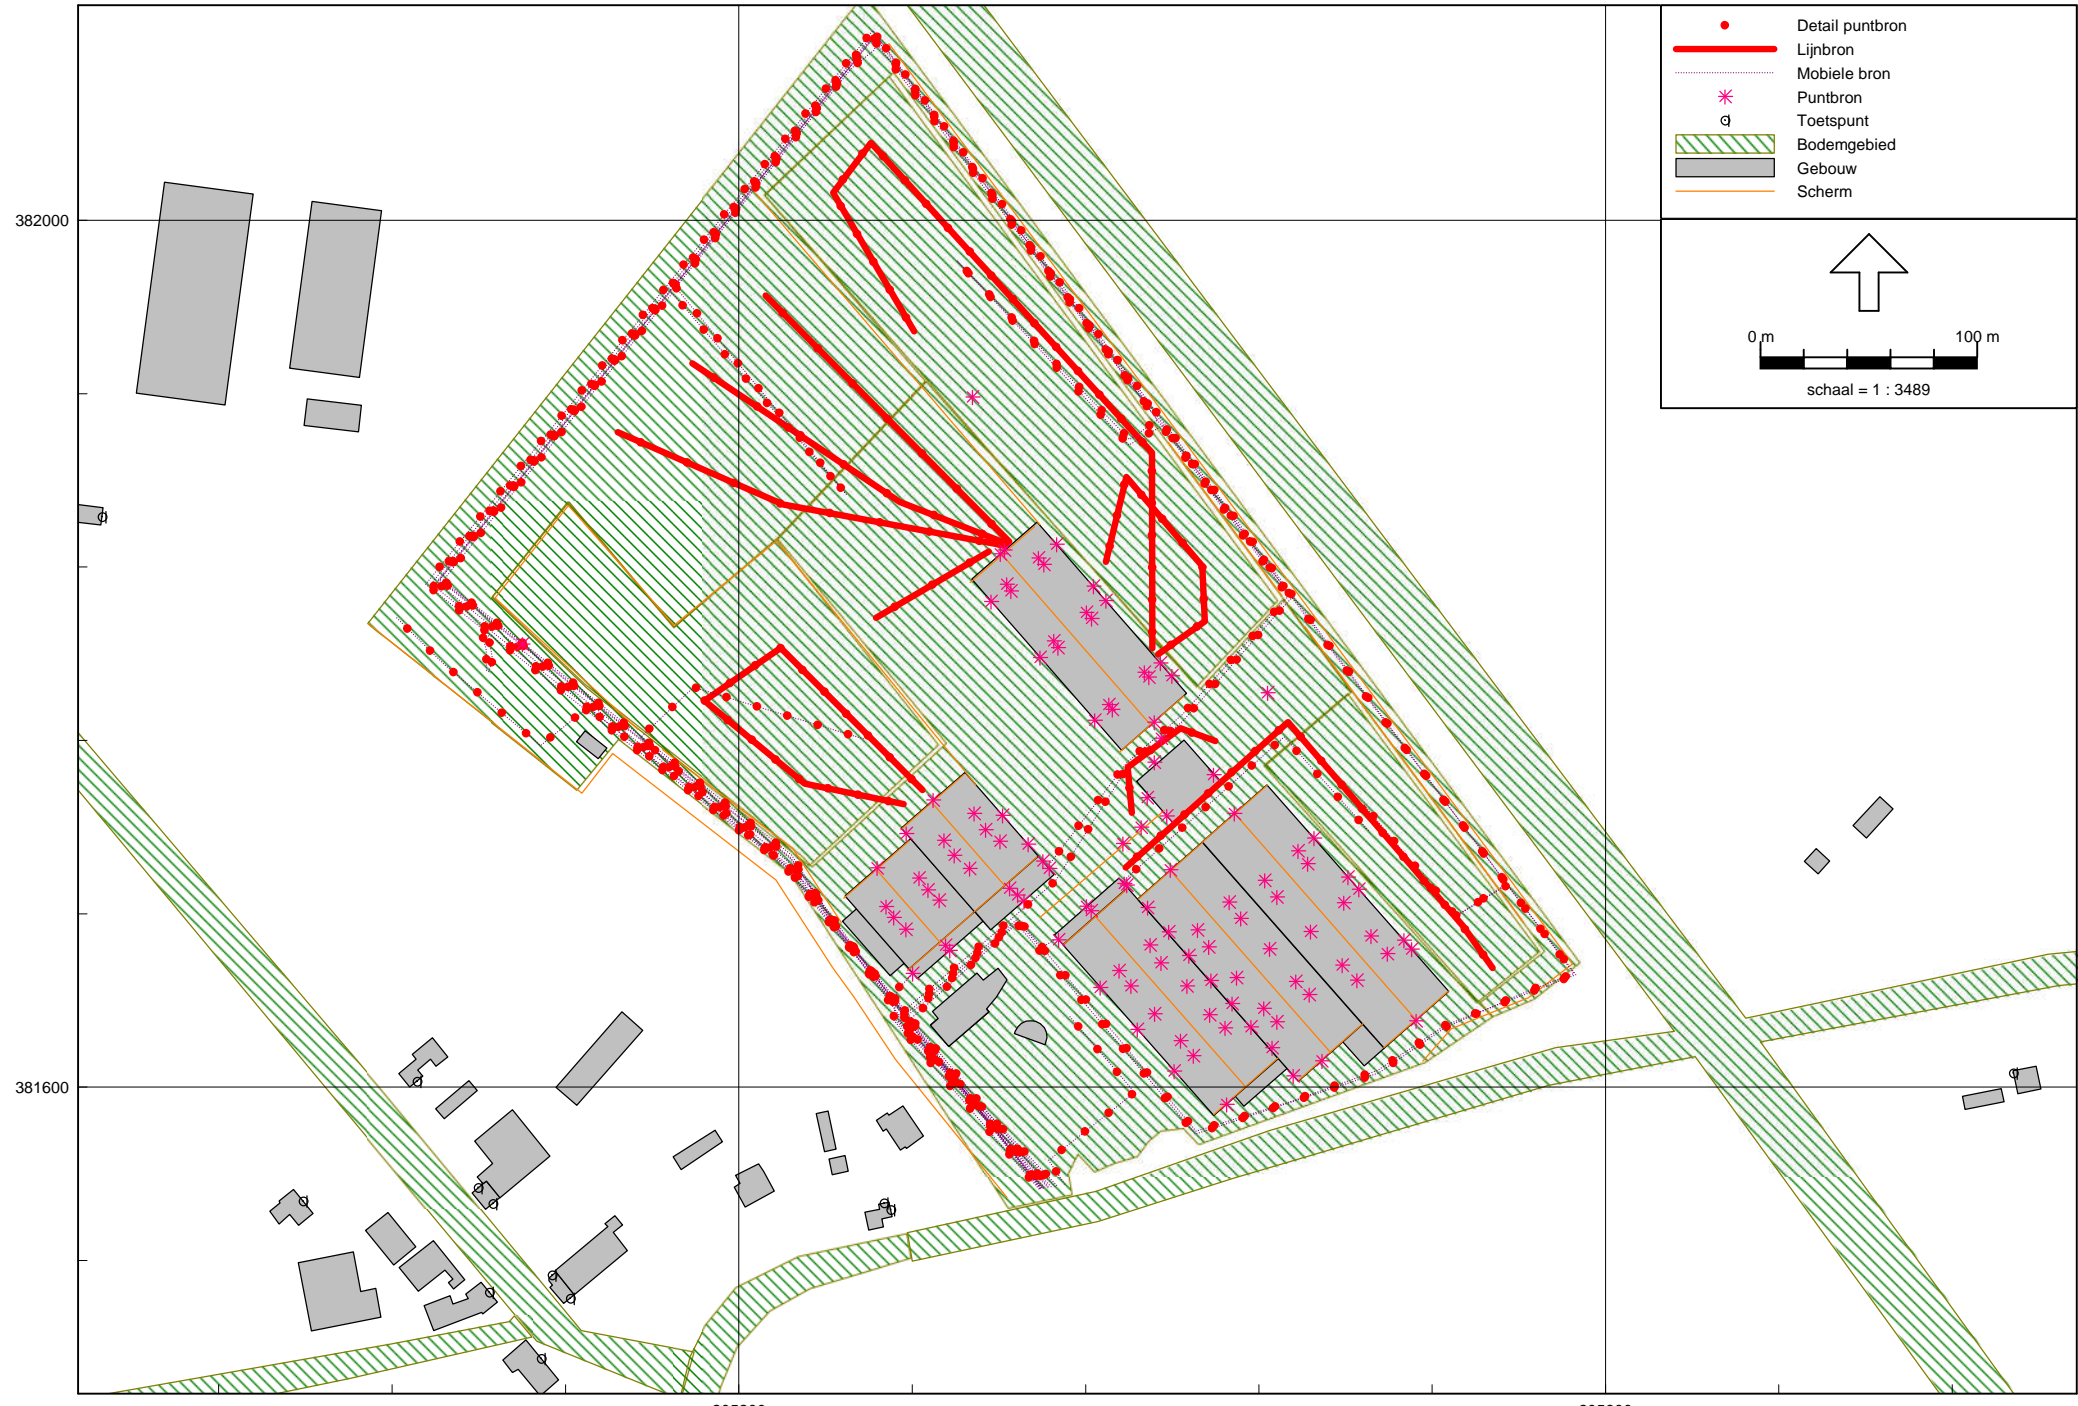 Detail puntbron
Lijnbron
Mobiele bron
Puntbron
Toetspunt
Bodemgebied
Gebouw
Scherm
382000
0 m 100 m
schaal = 1 : 3489
381600